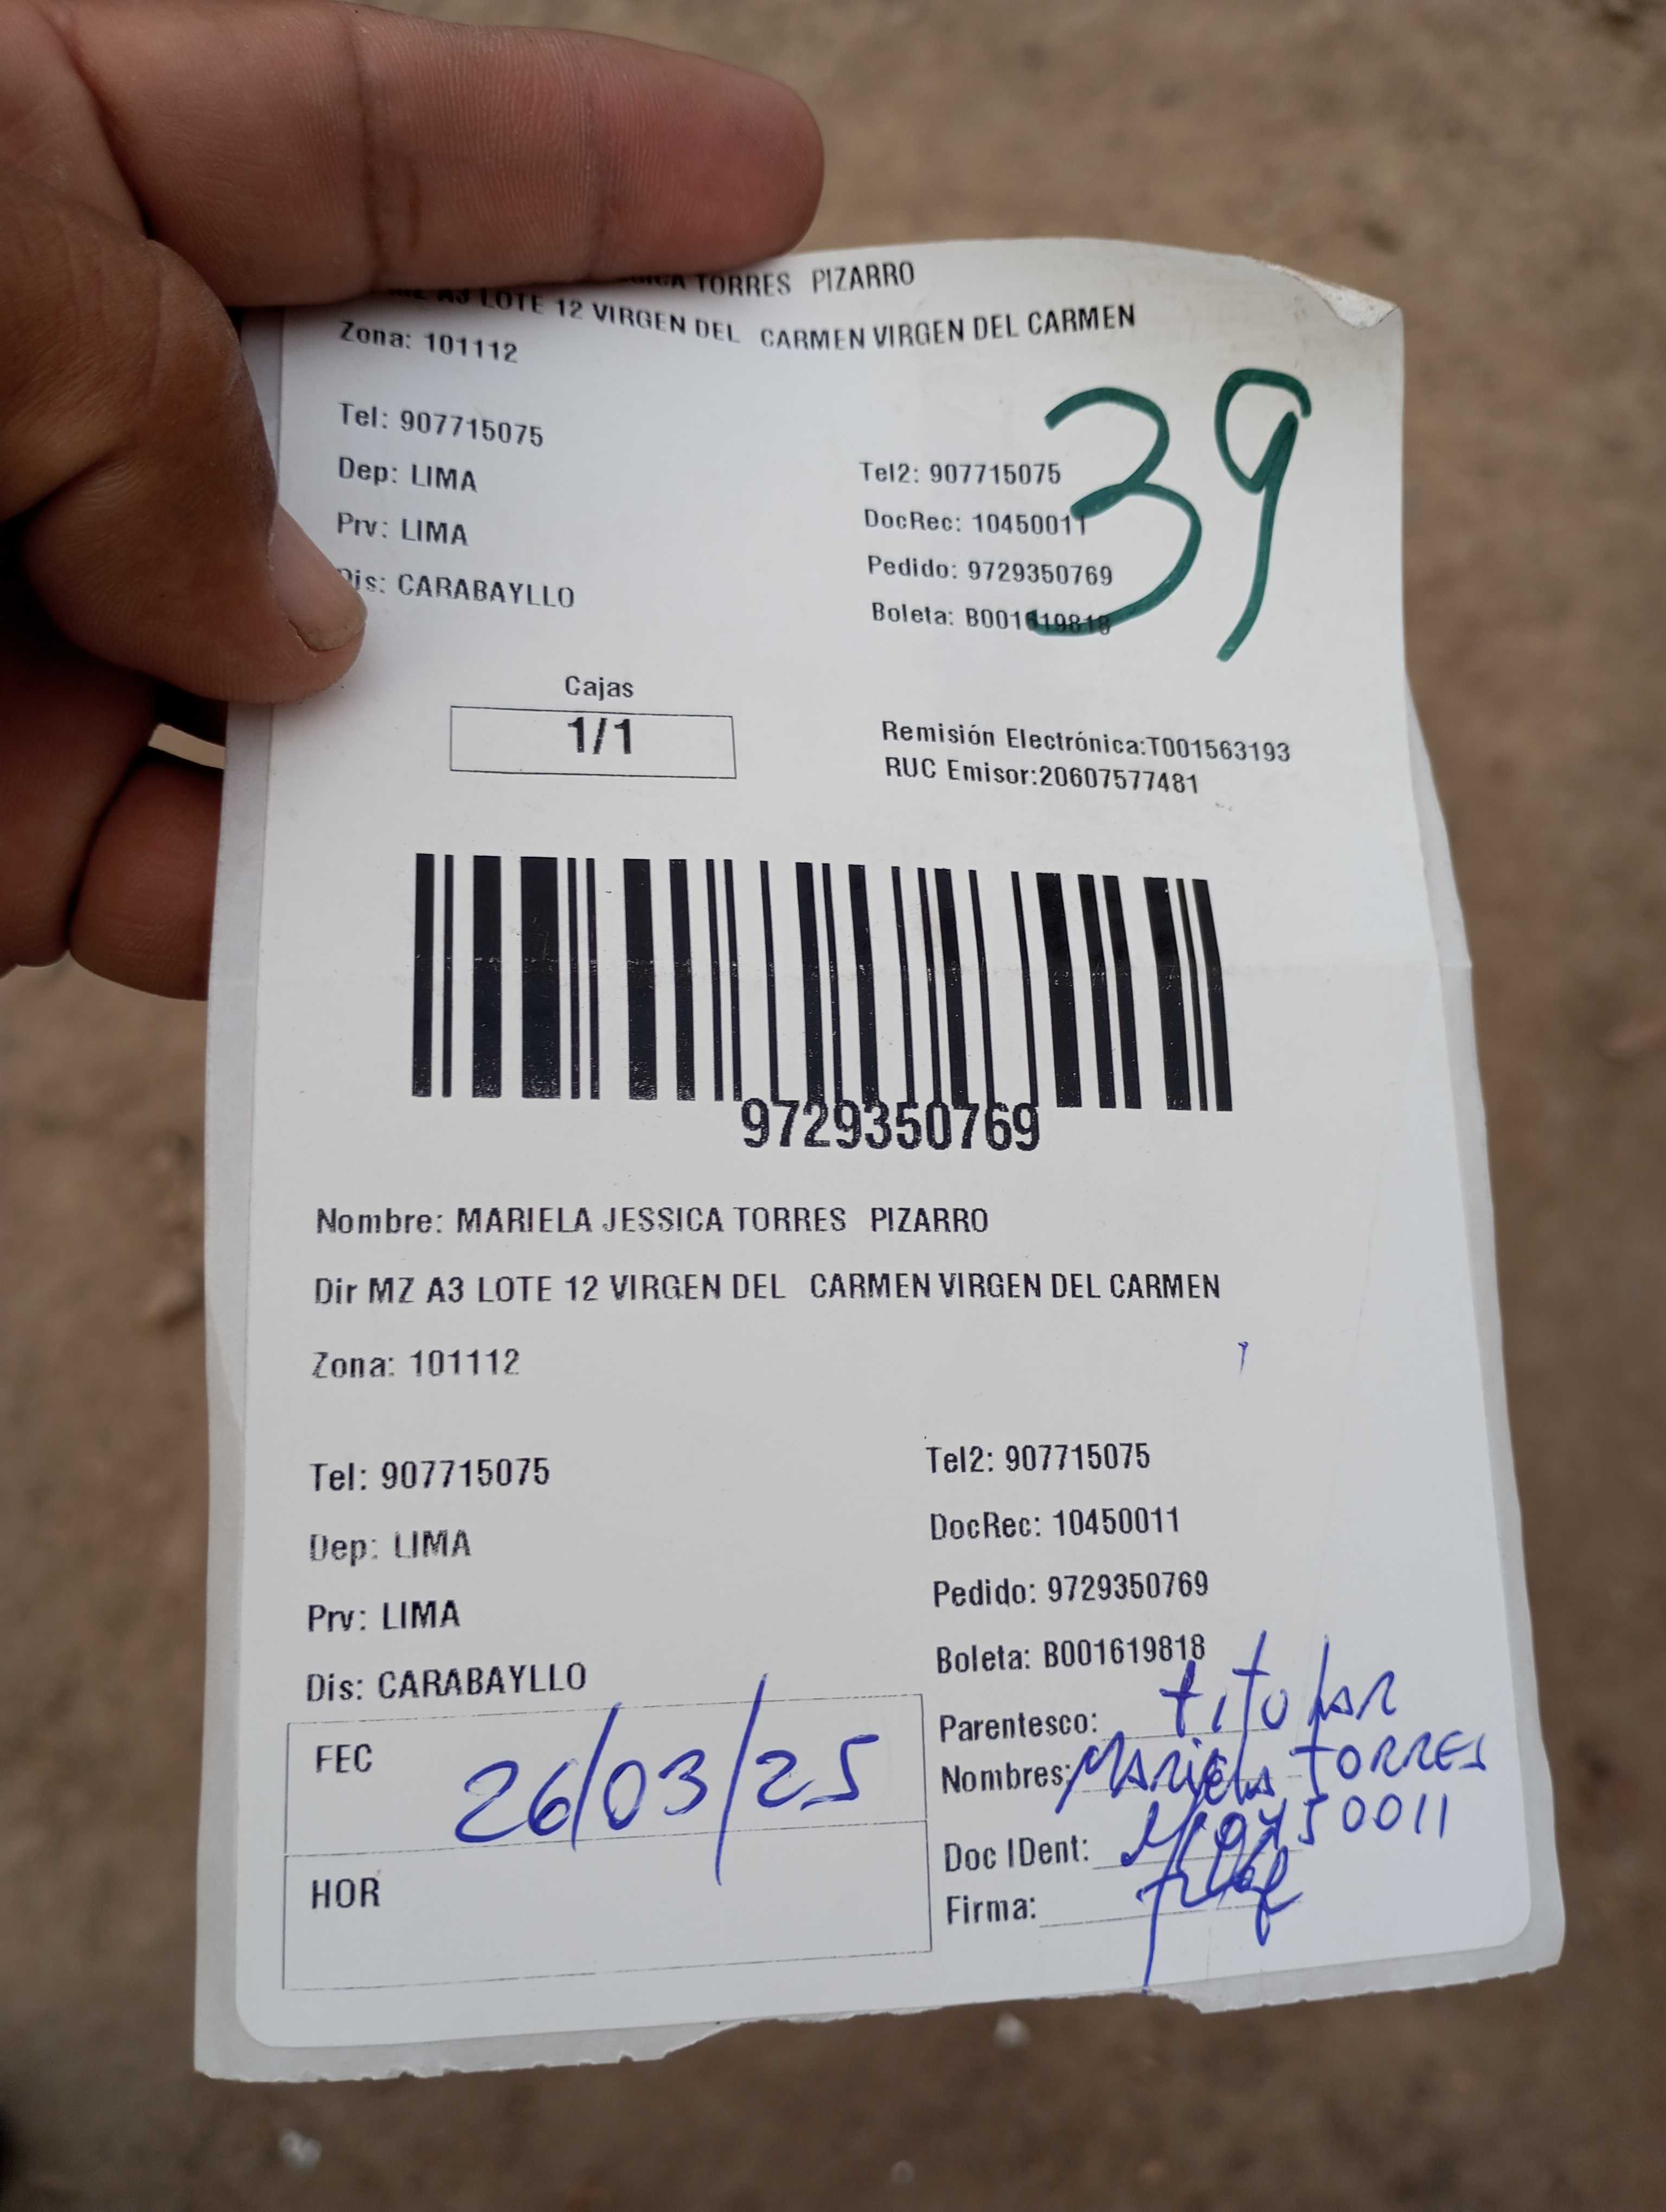 TORRES PIZARRO
A3 LOTE 12 VIRGEN DEL CARMEN VIRGEN DEL CARMEN
Zona: 101112
39
Tel: 907715075
Tel2: 907715075
Dep: LIMA
DocRec: 10450011
Prv: LIMA
Pedido: 9729350769
Dis: CARABAYLLO
Boleta: B001619818
Cajas
1/1
Remisión Electrónica:T001563193
RUC Emisor:20607577481
9729350769
Nombre: MARIELA JESSICA TORRES PIZARRO
Dir MZ A3 LOTE 12 VIRGEN DEL CARMEN VIRGEN DEL CARMEN
Zona: 101112
Tel: 907715075
Tel2: 907715075
Dep: LIMA
DocRec: 10450011
Prv: LIMA
Pedido: 9729350769
Dis: CARABAYLLO
Boleta: B001619818
FEC 26/03/25
HOR
Parentesco: titular
Nombres: Mariela TORRES
Doc IDent: 10450011
Firma: